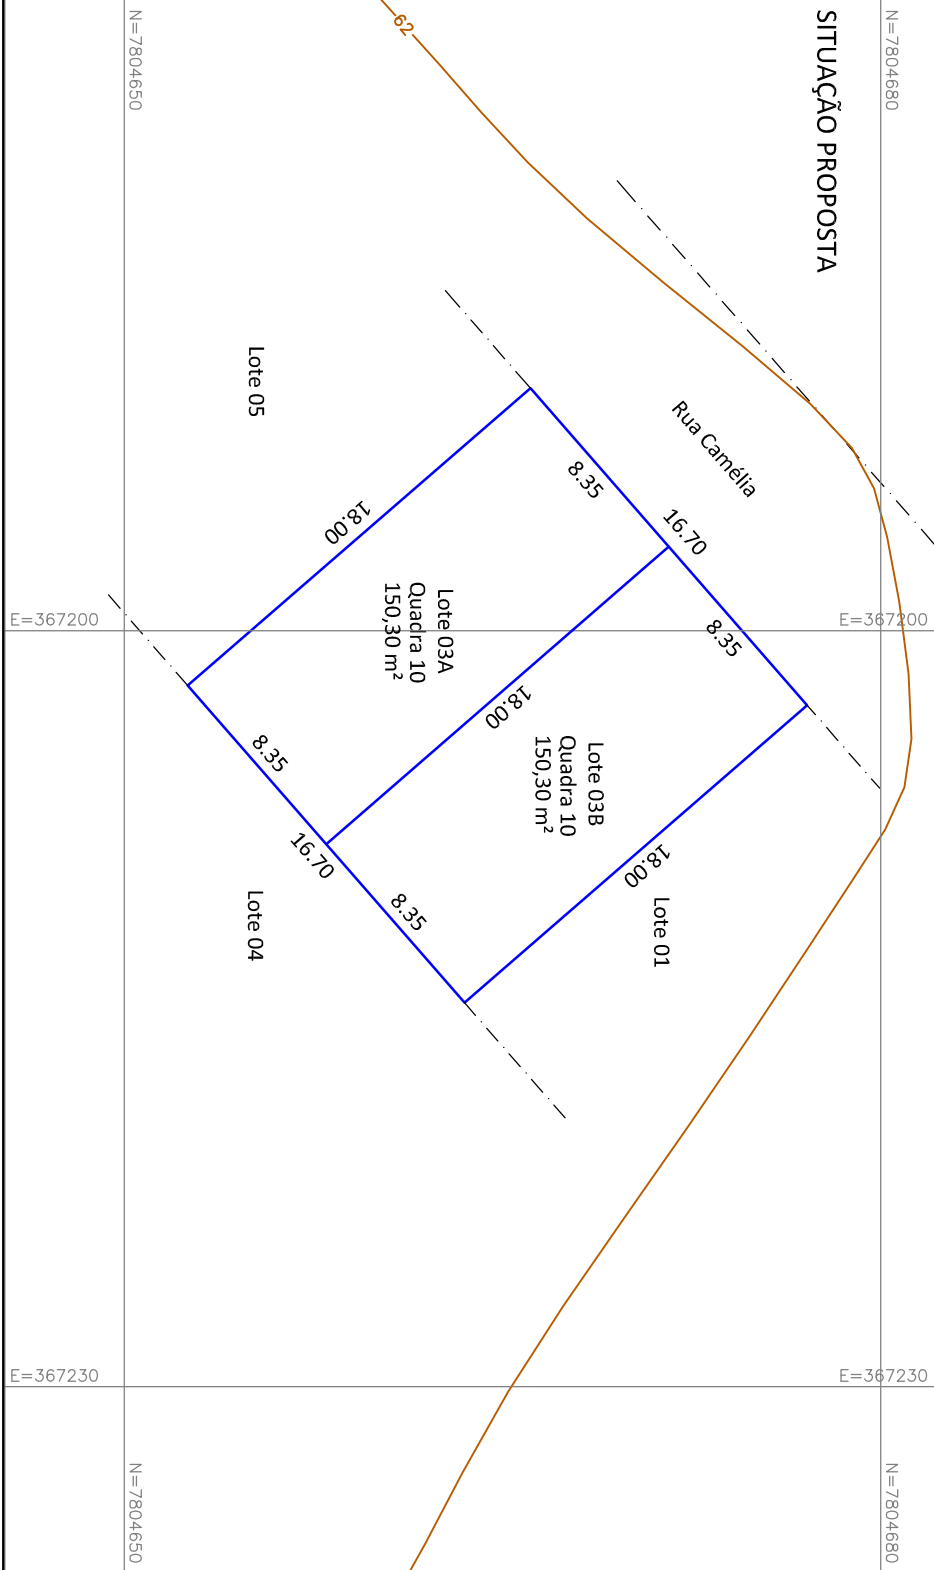 SITUAÇÃO PROPOSTA
N=7804680
N=7804680
N=7804650
N=7804650
E=367200
E=367200
E=367230
E=367230
62
Rua Camélia
16.70
8.35
8.35
18.00
18.00
18.00
Lote 03A
Quadra 10
150,30 m²
Lote 03B
Quadra 10
150,30 m²
8.35
8.35
16.70
Lote 05
Lote 01
Lote 04